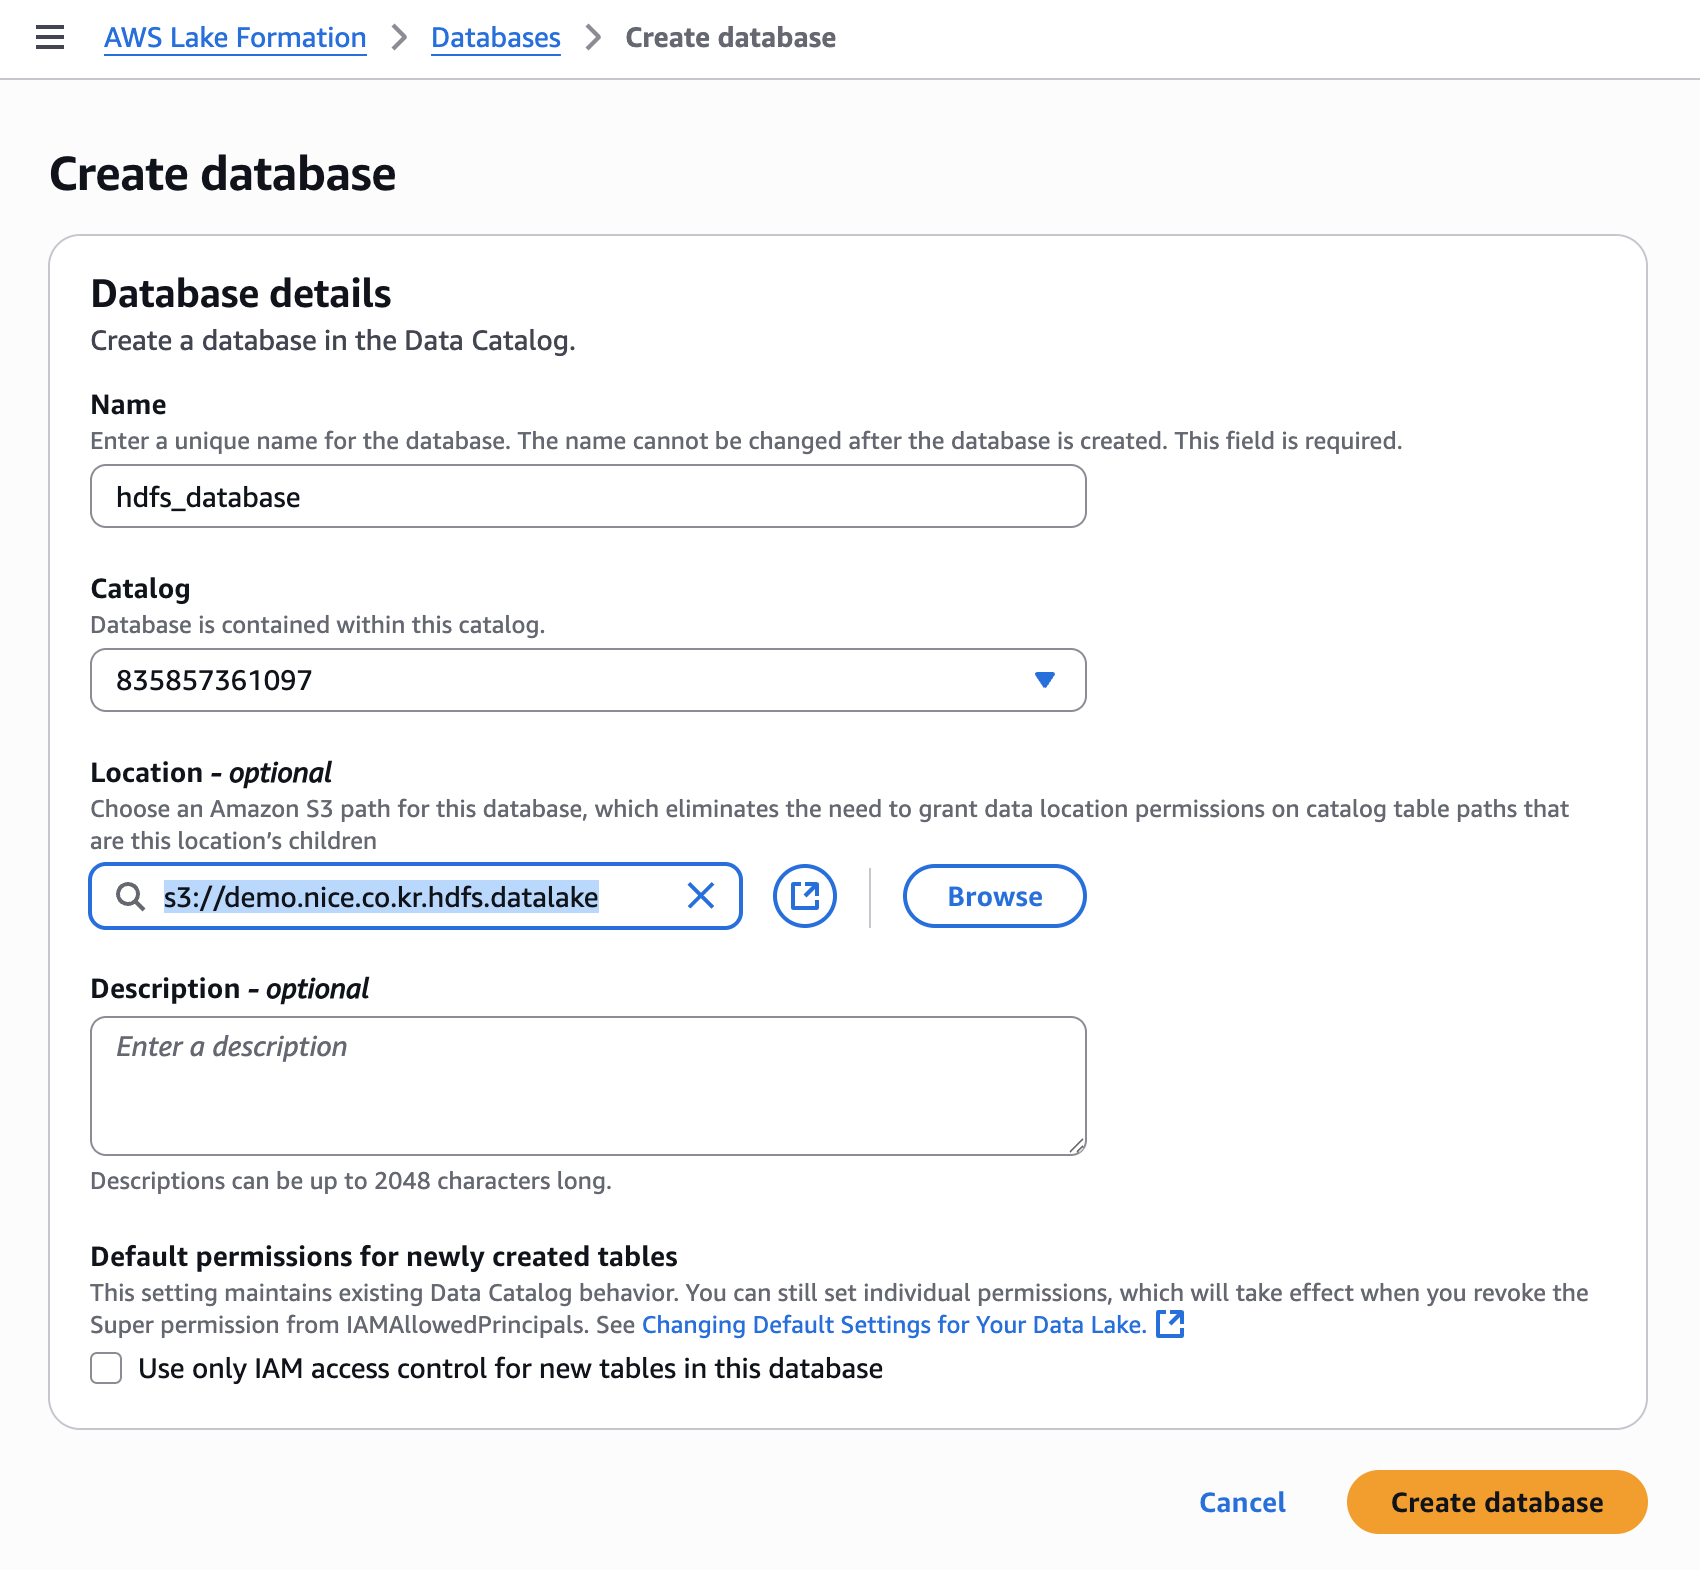 AWS Lake Formation > Databases > Create database
Create database
Database details
Create a database in the Data Catalog.
Name
Enter a unique name for the database. The name cannot be changed after the database is created. This field is required.
hdfs_database
Catalog
Database is contained within this catalog.
835857361097
Location - optional
Choose an Amazon S3 path for this database, which eliminates the need to grant data location permissions on catalog table paths that
are this location’s children
s3://demo.nice.co.kr.hdfs.datalake
Browse
Description - optional
Enter a description
Descriptions can be up to 2048 characters long.
Default permissions for newly created tables
This setting maintains existing Data Catalog behavior. You can still set individual permissions, which will take effect when you revoke the
Super permission from IAMAllowedPrincipals. See Changing Default Settings for Your Data Lake.
Use only IAM access control for new tables in this database
Cancel
Create database